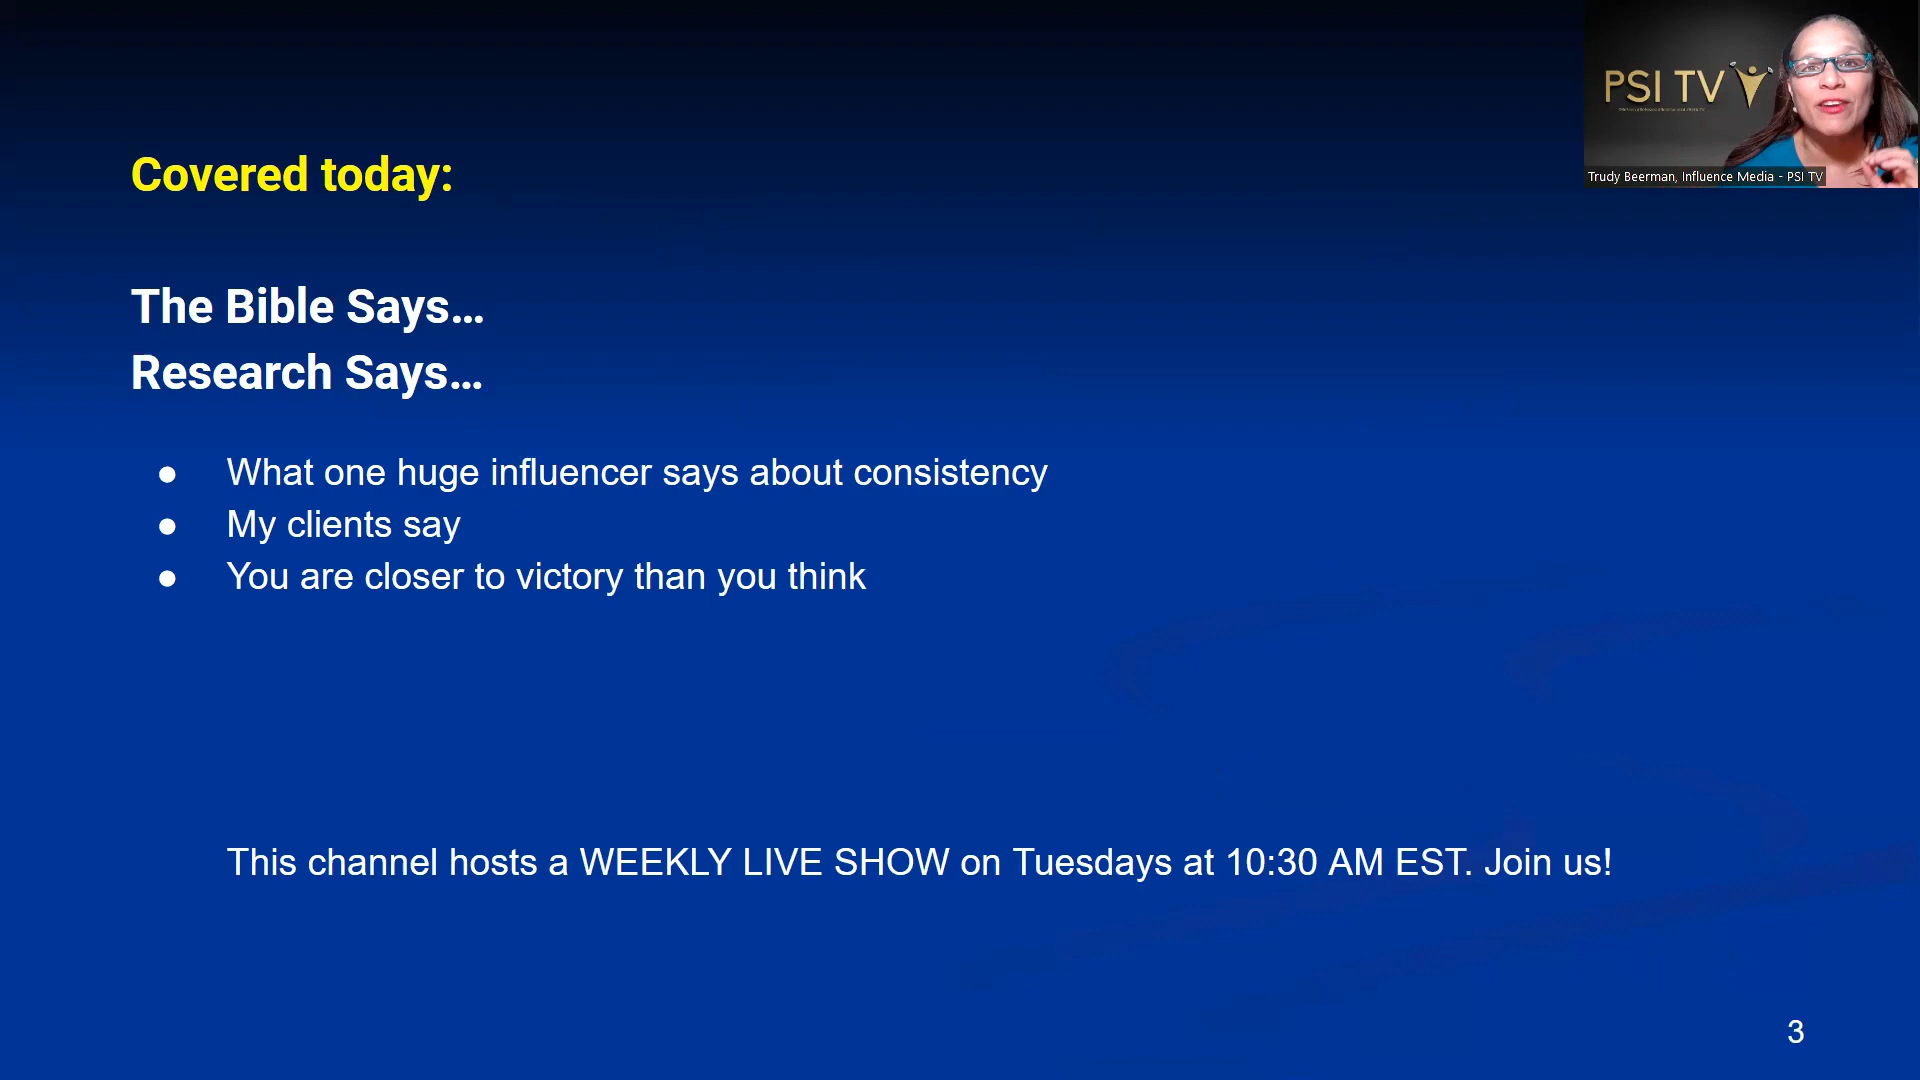 Covered today:
The Bible Says…
Research Says…
● What one huge influencer says about consistency
● My clients say
● You are closer to victory than you think
This channel hosts a WEEKLY LIVE SHOW on Tuesdays at 10:30 AM EST. Join us!
3
PSI TV
Trudy Beerman, Influence Media - PSI TV